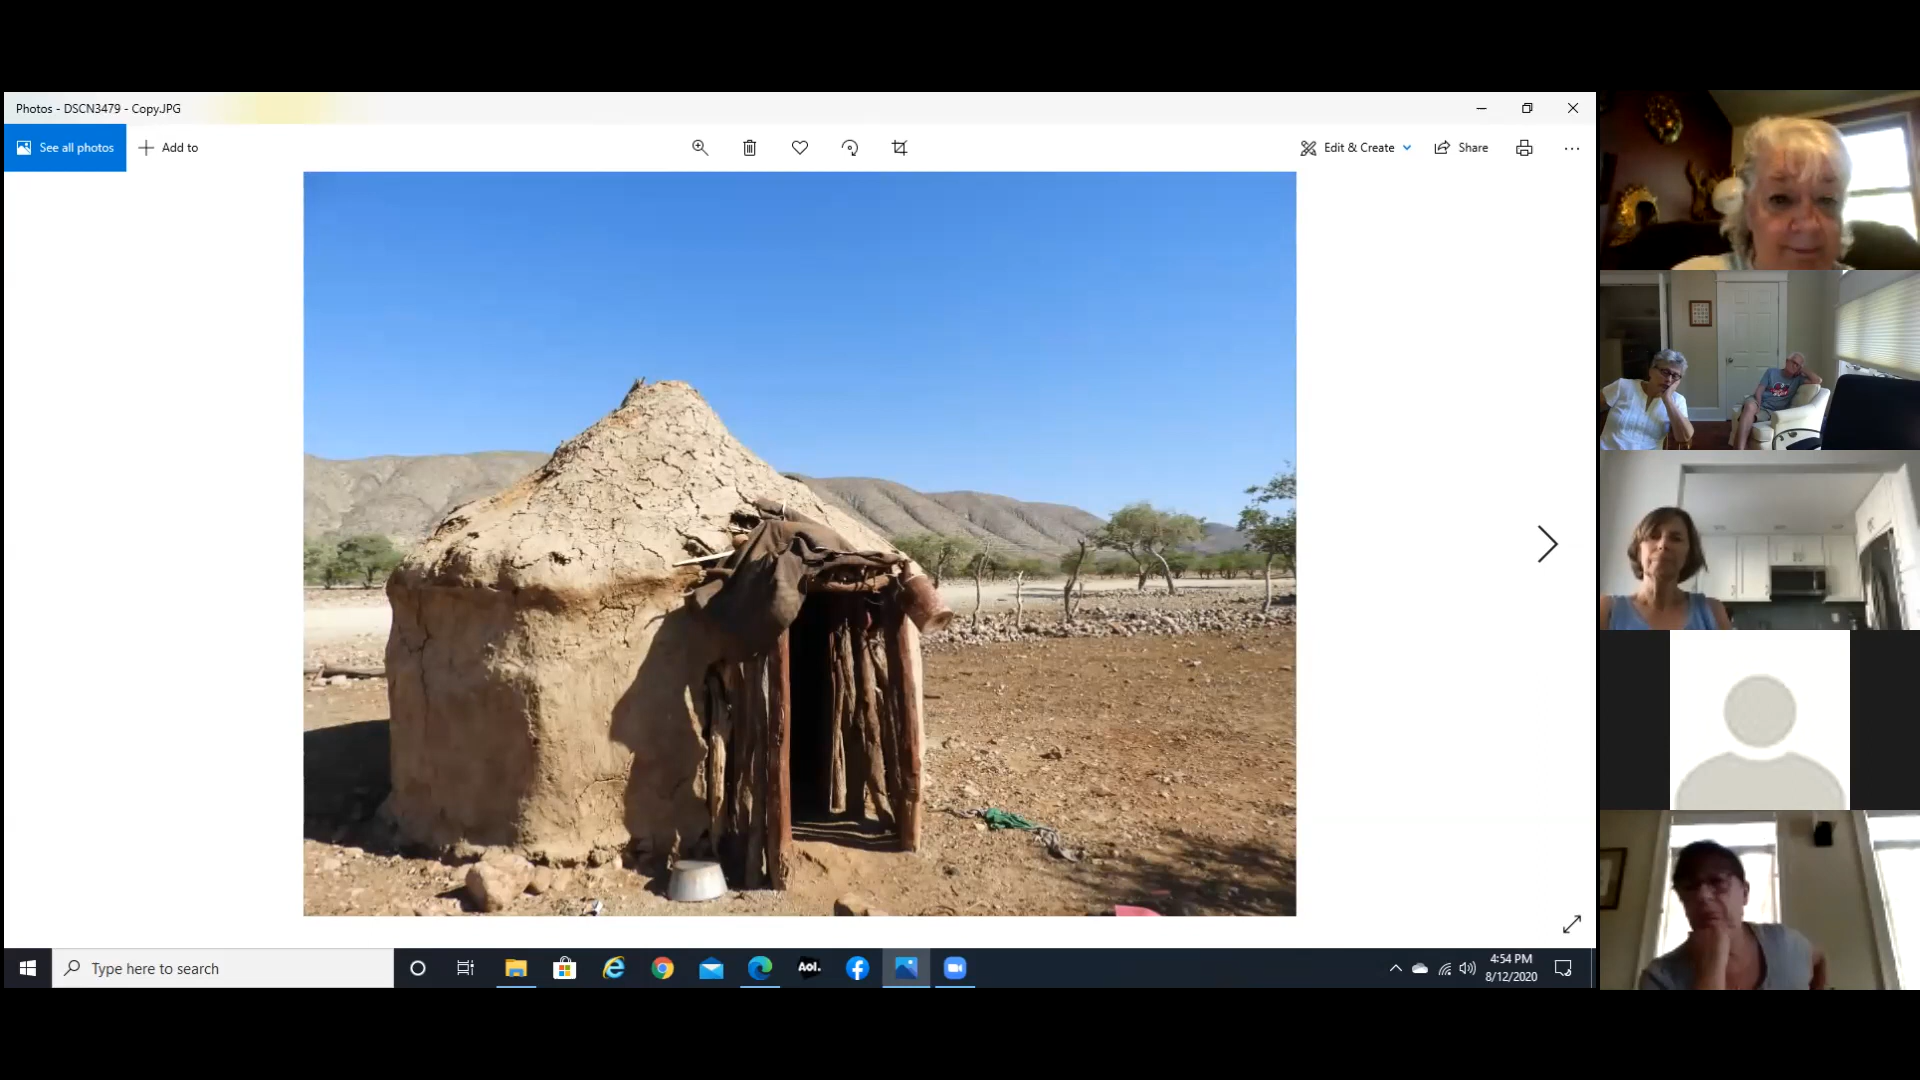 Photos - DSCN3479 - Copy.JPG
See all photos
Add to
Edit & Create
Share
Type here to search
Aol.
4:54 PM
8/12/2020